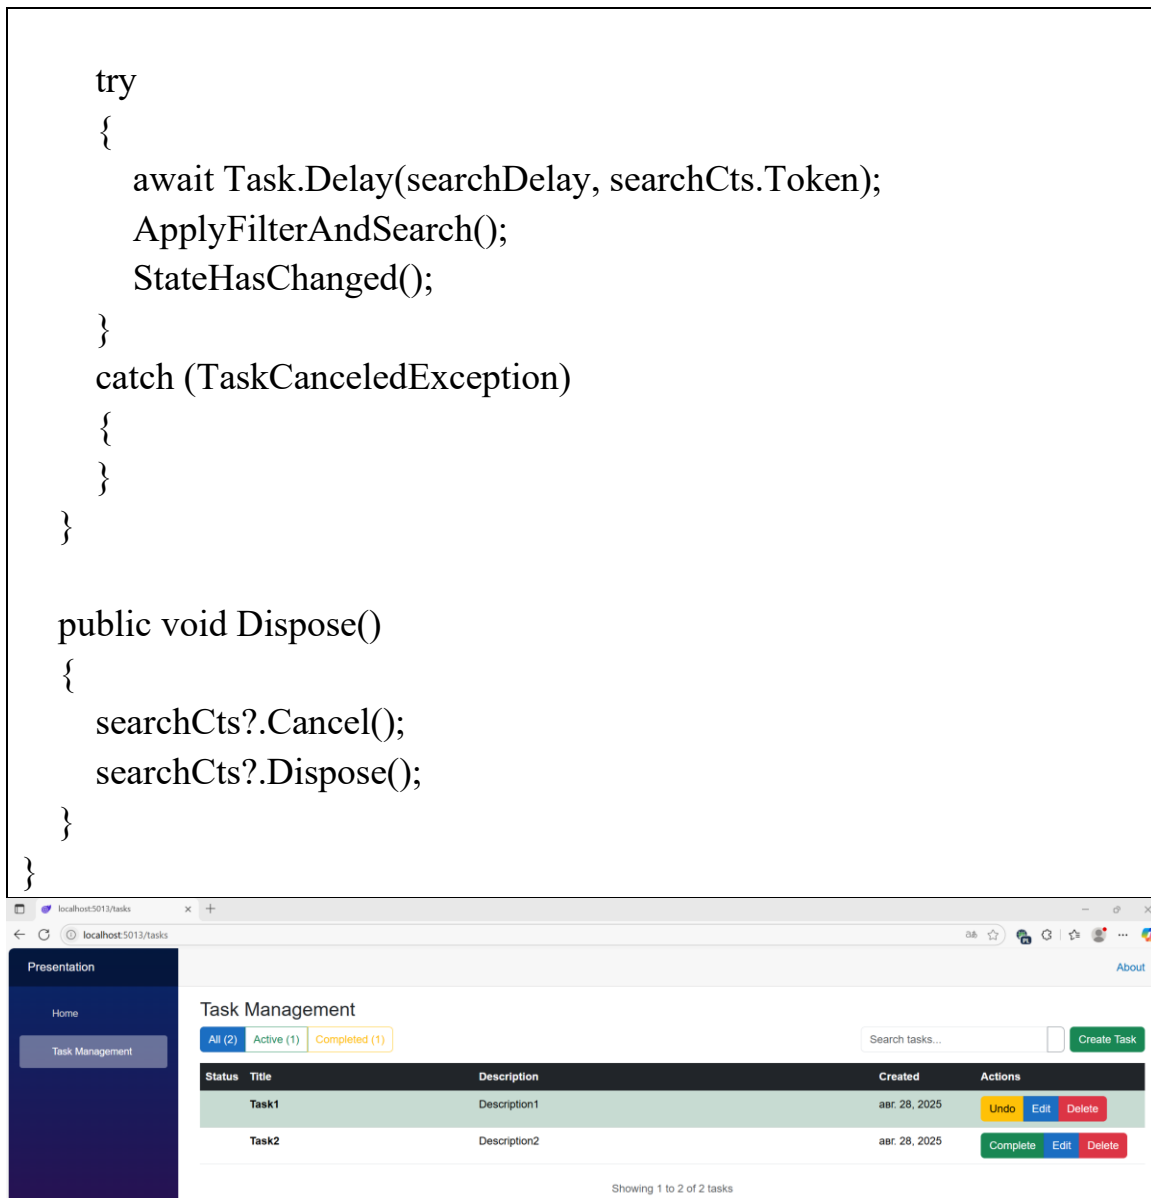 try
{
await Task.Delay(searchDelay, searchCts.Token);
ApplyFilterAndSearch();
StateHasChanged();
}
catch (TaskCanceledException)
{
}
}
public void Dispose()
{
searchCts?.Cancel();
searchCts?.Dispose();
}
}
localhost:5013/tasks
localhost:5013/tasks
Presentation
About
Home
Task Management
Task Management
All (2) Active (1) Completed (1) Search tasks... Create Task
Status Title Description Created Actions
Task1 Description1 авг. 28, 2025 Undo Edit Delete
Task2 Description2 авг. 28, 2025 Complete Edit Delete
Showing 1 to 2 of 2 tasks